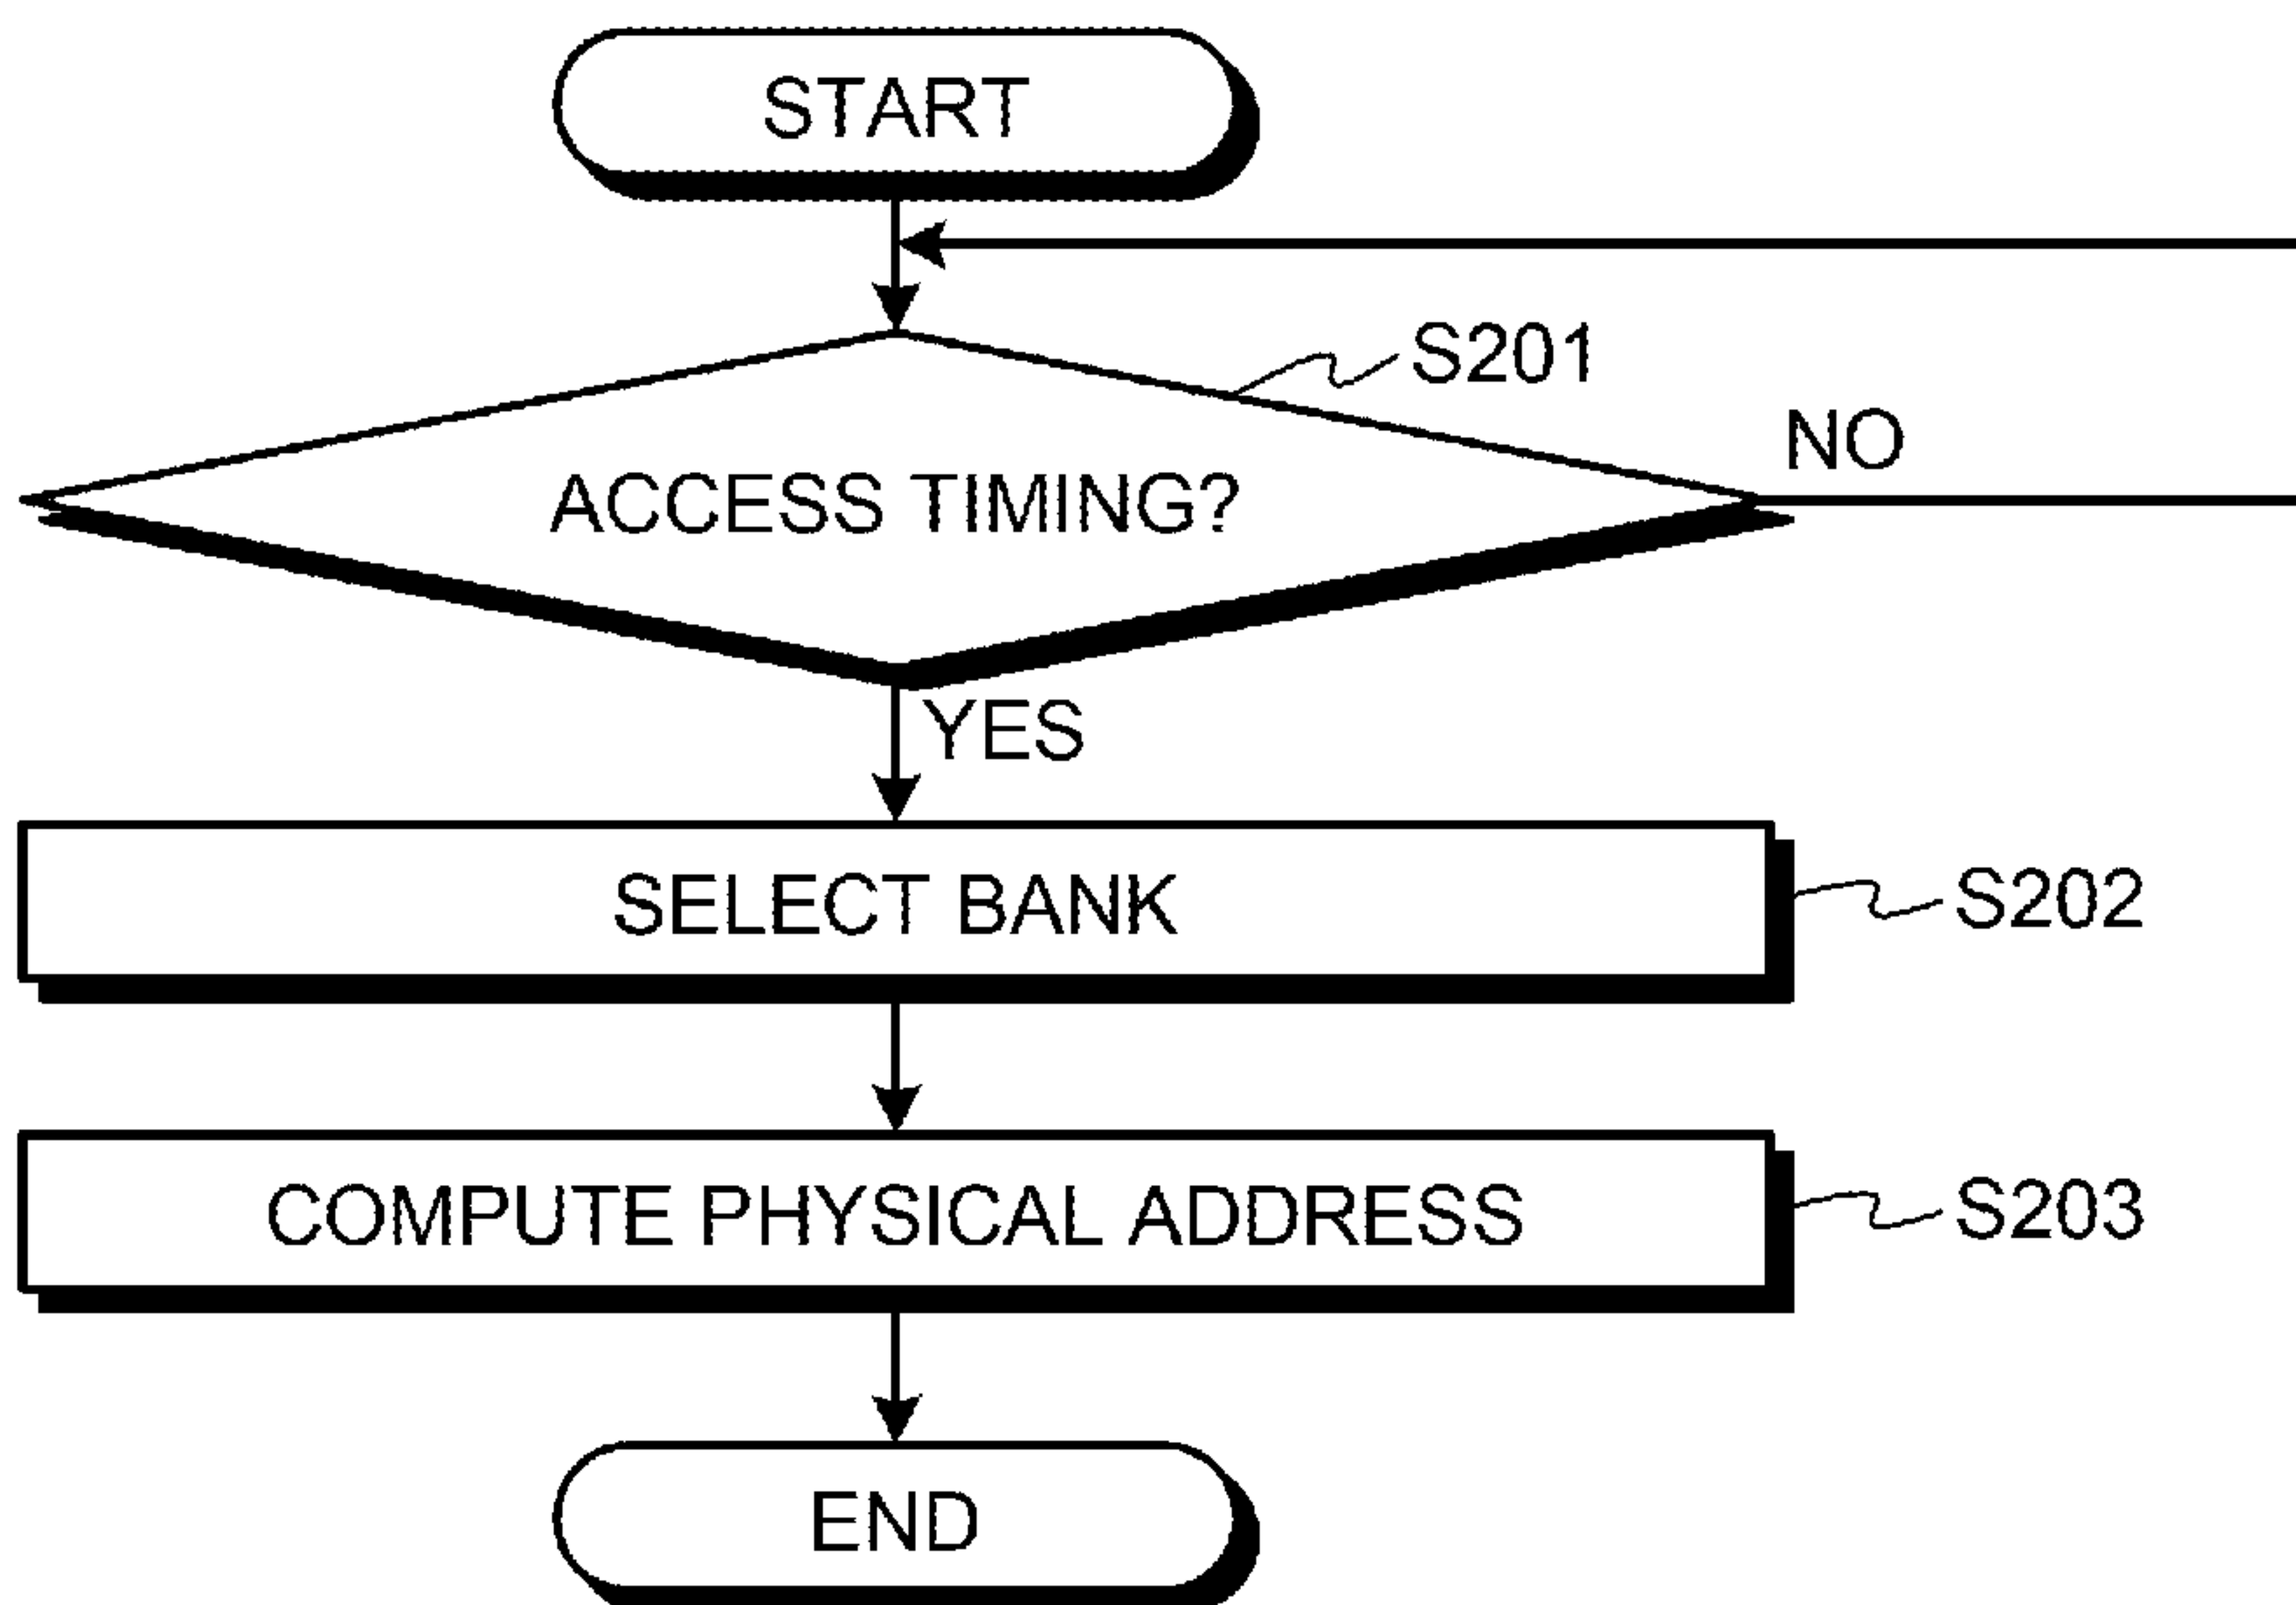 START
S201
NO
ACCESS TIMING?
YES
SELECT BANK
S202
COMPUTE PHYSICAL ADDRESS
S203
END